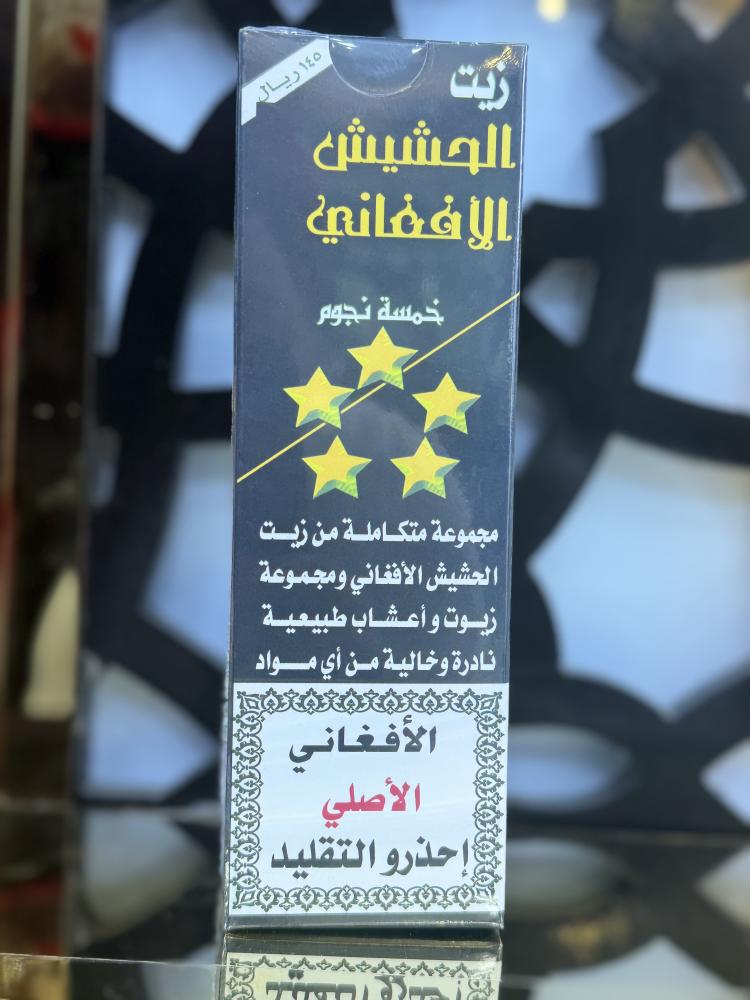 ١٤٥ ريال
زيت
الحشيش
الأفغاني
خمسة نجوم
مجموعة متكاملة من زيت
الحشيش الأفغاني ومجموعة
زيوت و أعشاب طبيعية
نادرة وخالية من أي مواد
الأفغاني
الأصلي
إحذرو التقليد